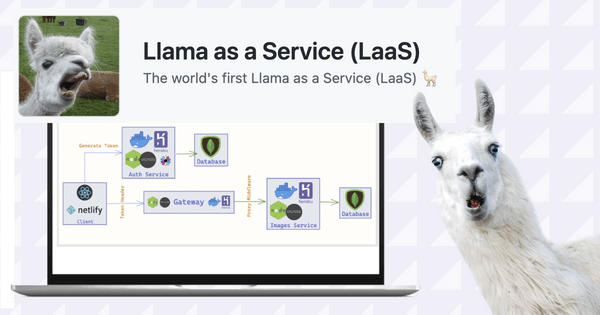 Llama as a Service (LaaS)
The world's first Llama as a Service (LaaS) 🦙
Generate Token
Auth Service
Database
netlify
Client
Token Header
Gateway
Proxy Middleware
Images Service
Database